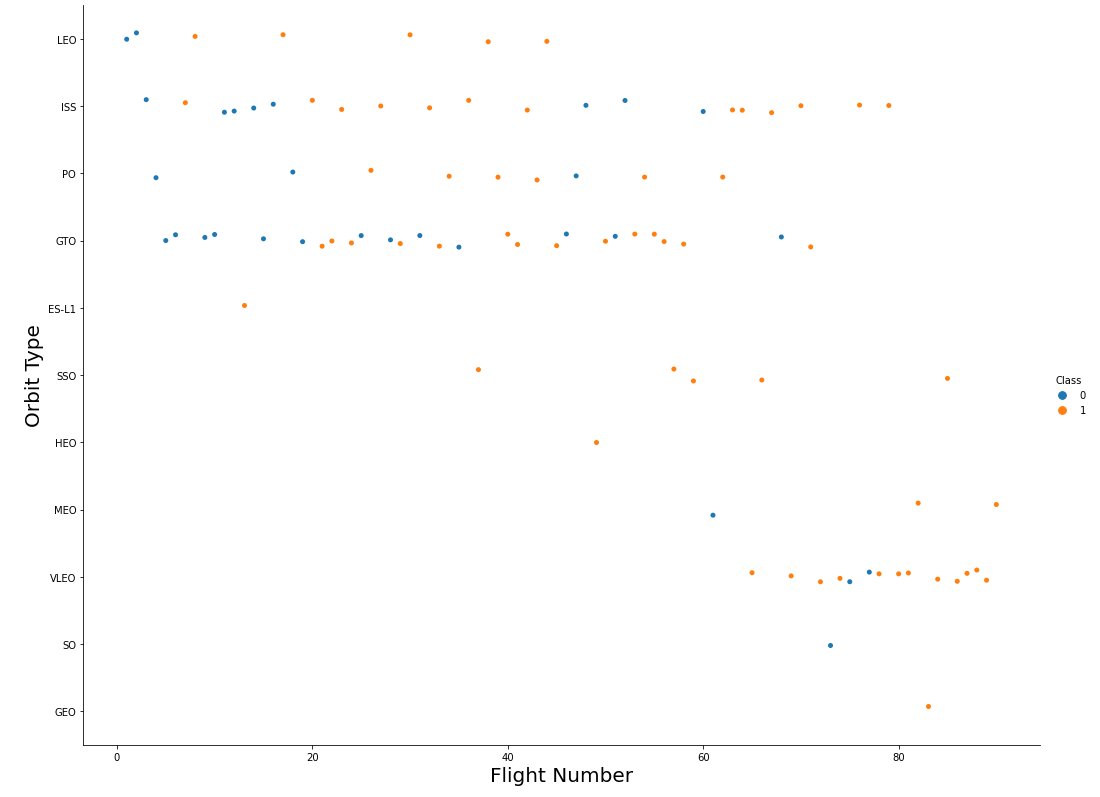 LEO
ISS
PO
GTO
ES-L1
SSO
HEO
MEO
VLEO
SO
GEO
Orbit Type
0
20
40
60
80
Flight Number
Class
0
1